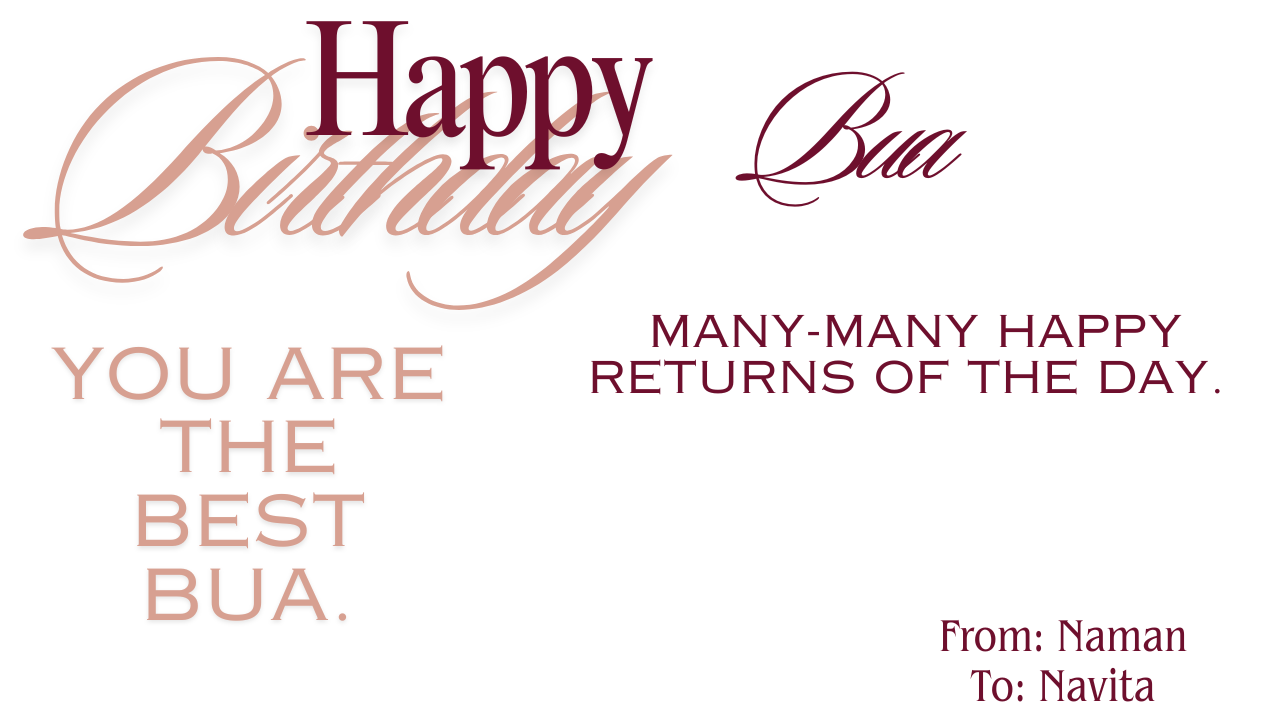 Happy
Birthday
Bua
YOU ARE
THE
BEST
BUA.
MANY-MANY HAPPY
RETURNS OF THE DAY.
From: Naman
To: Navita